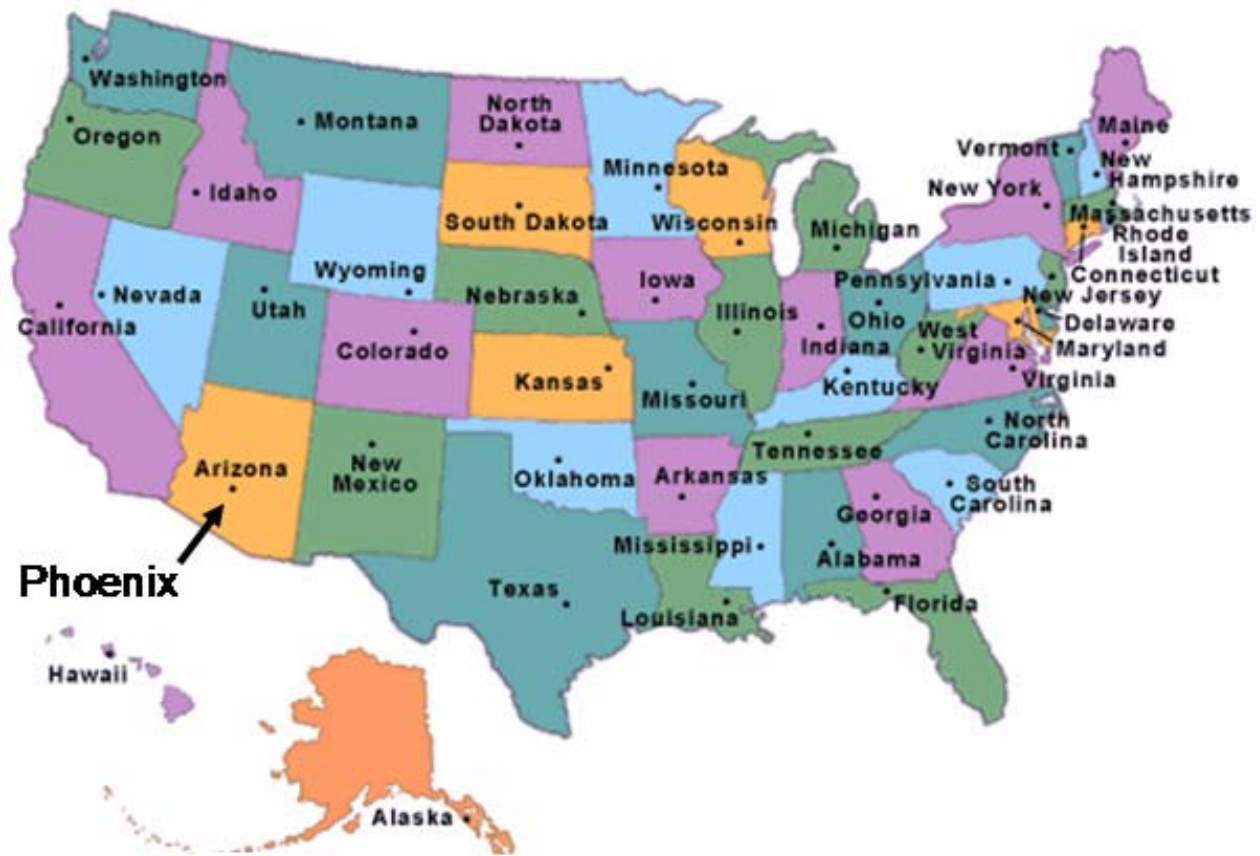 Washington
Oregon
Montana
Idaho
North
Dakota
South Dakota
Minnesota
Wisconsin
Michigan
Vermont
Maine
New
Hampshire
New York
Massachusetts
Rhode
Island
Connecticut
Wyoming
Nevada
Utah
California
Colorado
Nebraska
Iowa
Illinois
Indiana
Ohio
Pennsylvania
New Jersey
Delaware
Maryland
West
Virginia
Virginia
Kentucky
Kansas
Missouri
Arizona
New
Mexico
Oklahoma
Arkansas
Tennessee
North
Carolina
South
Carolina
Georgia
Alabama
Mississippi
Texas
Louisiana
Florida
Phoenix
Hawaii
Alaska